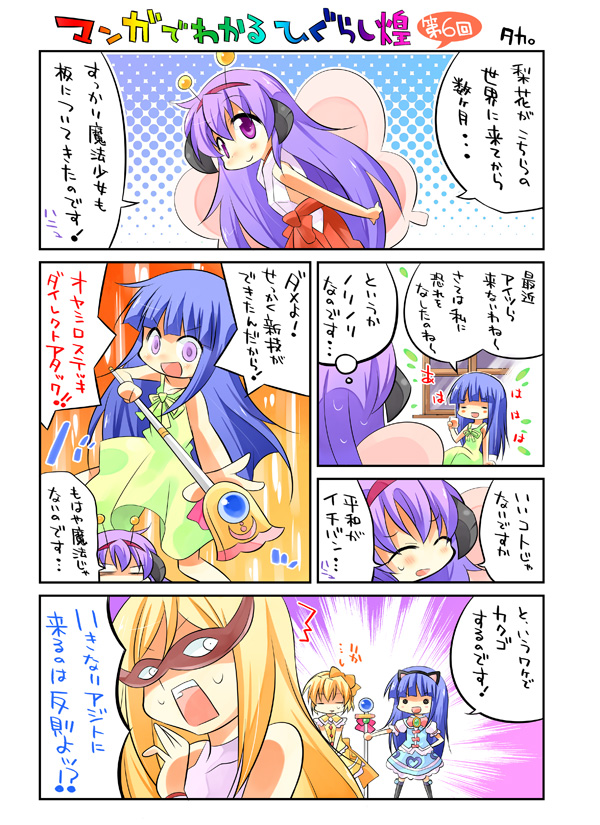 マンガでわかるひぐらし煌
第6回
タカ。
梨花がこちらの
世界に来てから
数ヶ月・・・
すっかり魔法少女も
板についてきたのです!
最近
アイツら
来ないわね〜
さては私に
恐れを
なしたのね〜
あ
は
は
は
は
というか
ノリノリ
なのです・・・
ダメよ!
せっかく新技が
できたんだから!
オヤシロステッキ
ダイレクトアタック!!
もはや魔法じゃ
ないのです・・・
いいコトじゃ
ないですか
平和が
イチバン・・・
と、いうワケで
カクゴ
するのです!
いきなりアジトに
来るのは反則よッ!?